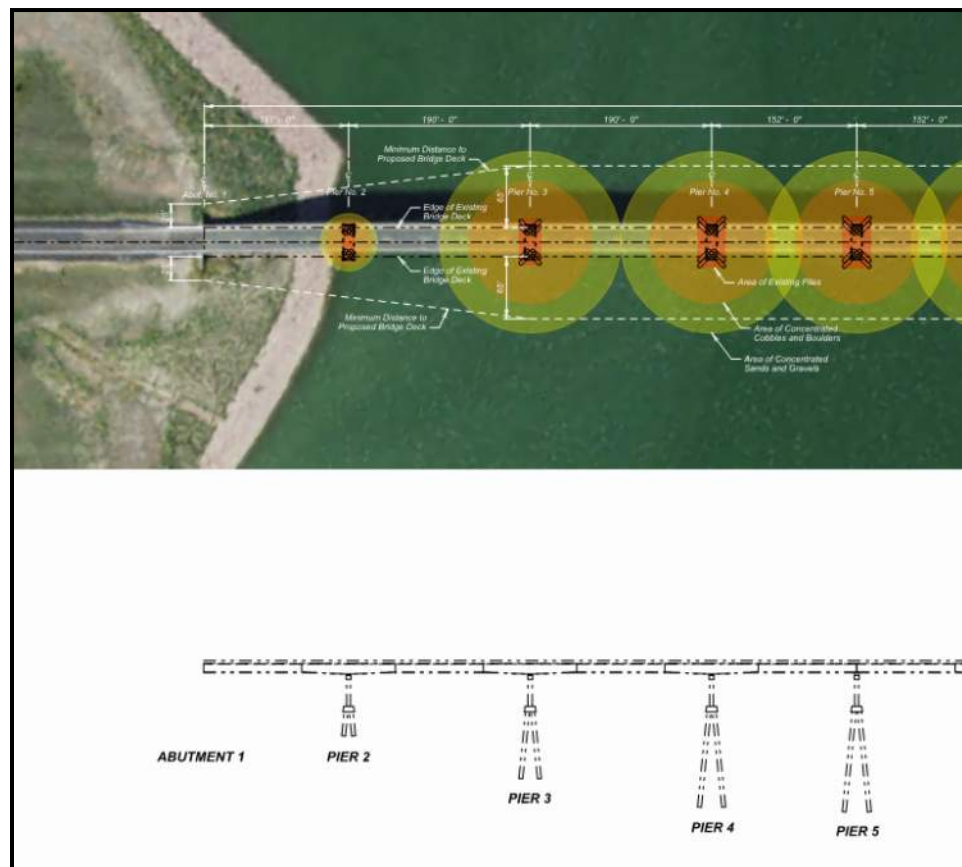 190' - 0"
190' - 0"
152' - 0"
152' - 0"
Minimum Distance to
Proposed Bridge Deck
Pier No. 2
Pier No. 3
Pier No. 4
Pier No. 5
65'
Edge of Existing
Bridge Deck
Edge of Existing
Bridge Deck
65'
Area of Existing Piles
Minimum Distance to
Proposed Bridge Deck
Area of Concentrated
Cobbles and Boulders
Area of Concentrated
Sands and Gravels
ABUTMENT 1
PIER 2
PIER 3
PIER 4
PIER 5